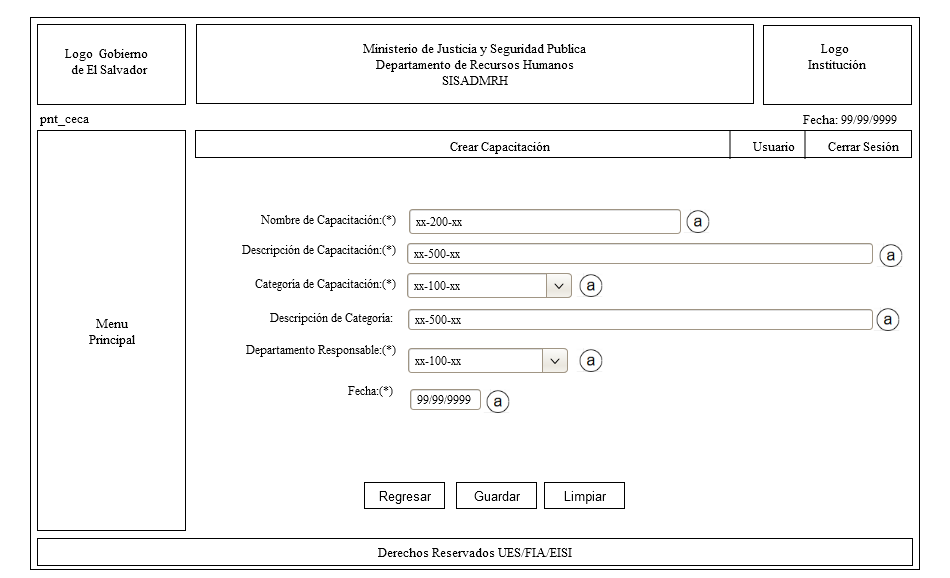 Logo Gobierno
de El Salvador
Ministerio de Justicia y Seguridad Publica
Departamento de Recursos Humanos
SISADMRH
Logo
Institución
pnt_ceca
Fecha: 99/99/9999
Crear Capacitación
Usuario
Cerrar Sesión
Menu
Principal
Nombre de Capacitación:(*)
xx-200-xx
a
Descripción de Capacitación:(*)
xx-500-xx
a
Categoría de Capacitación:(*)
xx-100-xx
a
Descripción de Categoría:
xx-500-xx
a
Departamento Responsable:(*)
xx-100-xx
a
Fecha:(*)
99/99/9999
a
Regresar
Guardar
Limpiar
Derechos Reservados UES/FIA/EISI